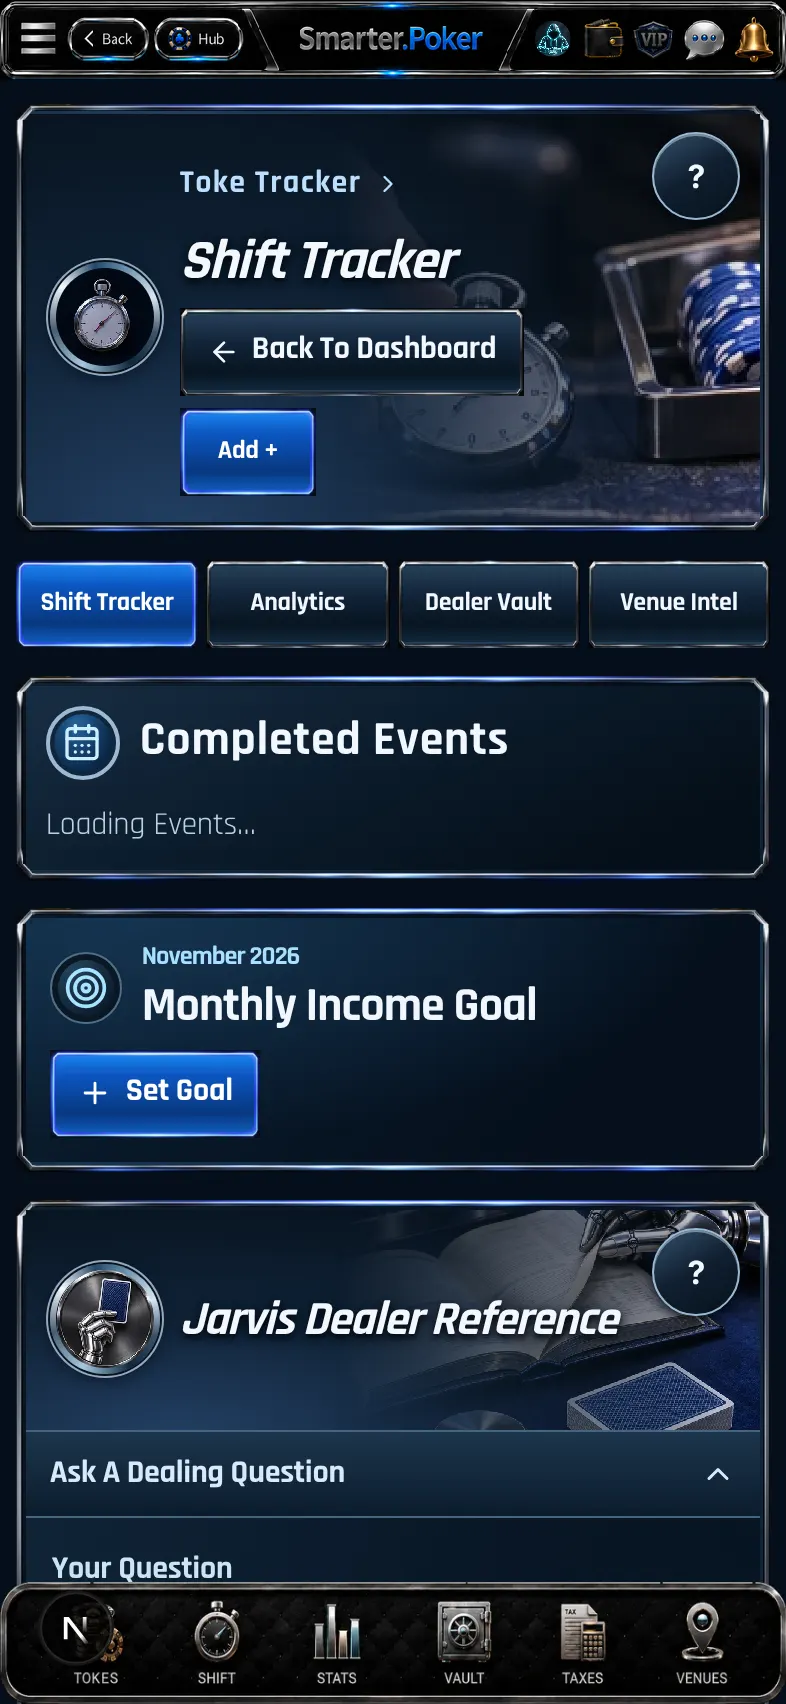 Back
Hub
Smarter.Poker
VIP
Toke Tracker
?
Shift Tracker
Back To Dashboard
Add +
Shift Tracker
Analytics
Dealer Vault
Venue Intel
Completed Events
Loading Events...
November 2026
Monthly Income Goal
+ Set Goal
?
Jarvis Dealer Reference
Ask A Dealing Question
Your Question
N
TAX
TOKES
SHIFT
STATS
VAULT
TAXES
VENUES